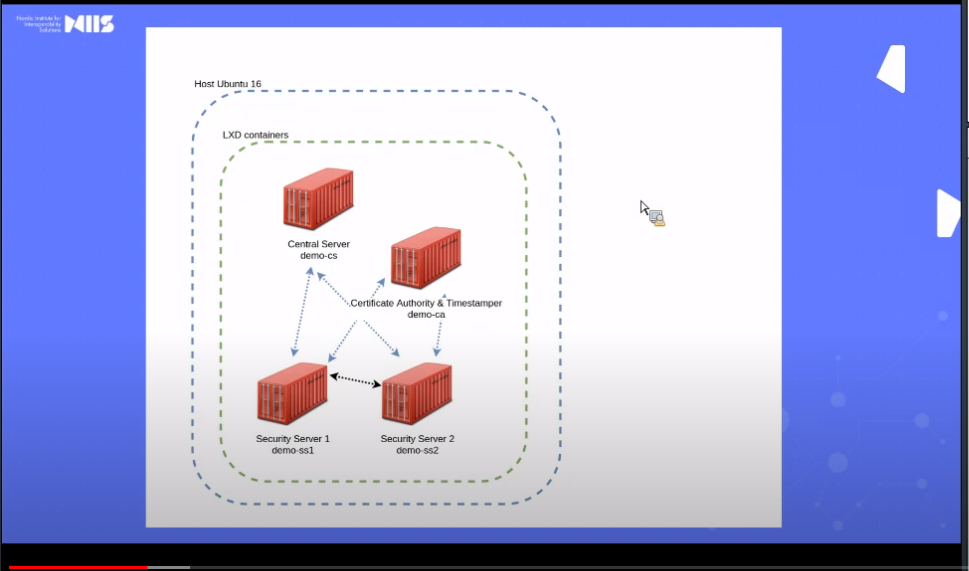 Nordic Institute for
Interoperability
Solutions
NIIS
Host Ubuntu 16
LXD containers
Central Server
demo-cs
Certificate Authority & Timestamper
demo-ca
Security Server 1
demo-ss1
Security Server 2
demo-ss2